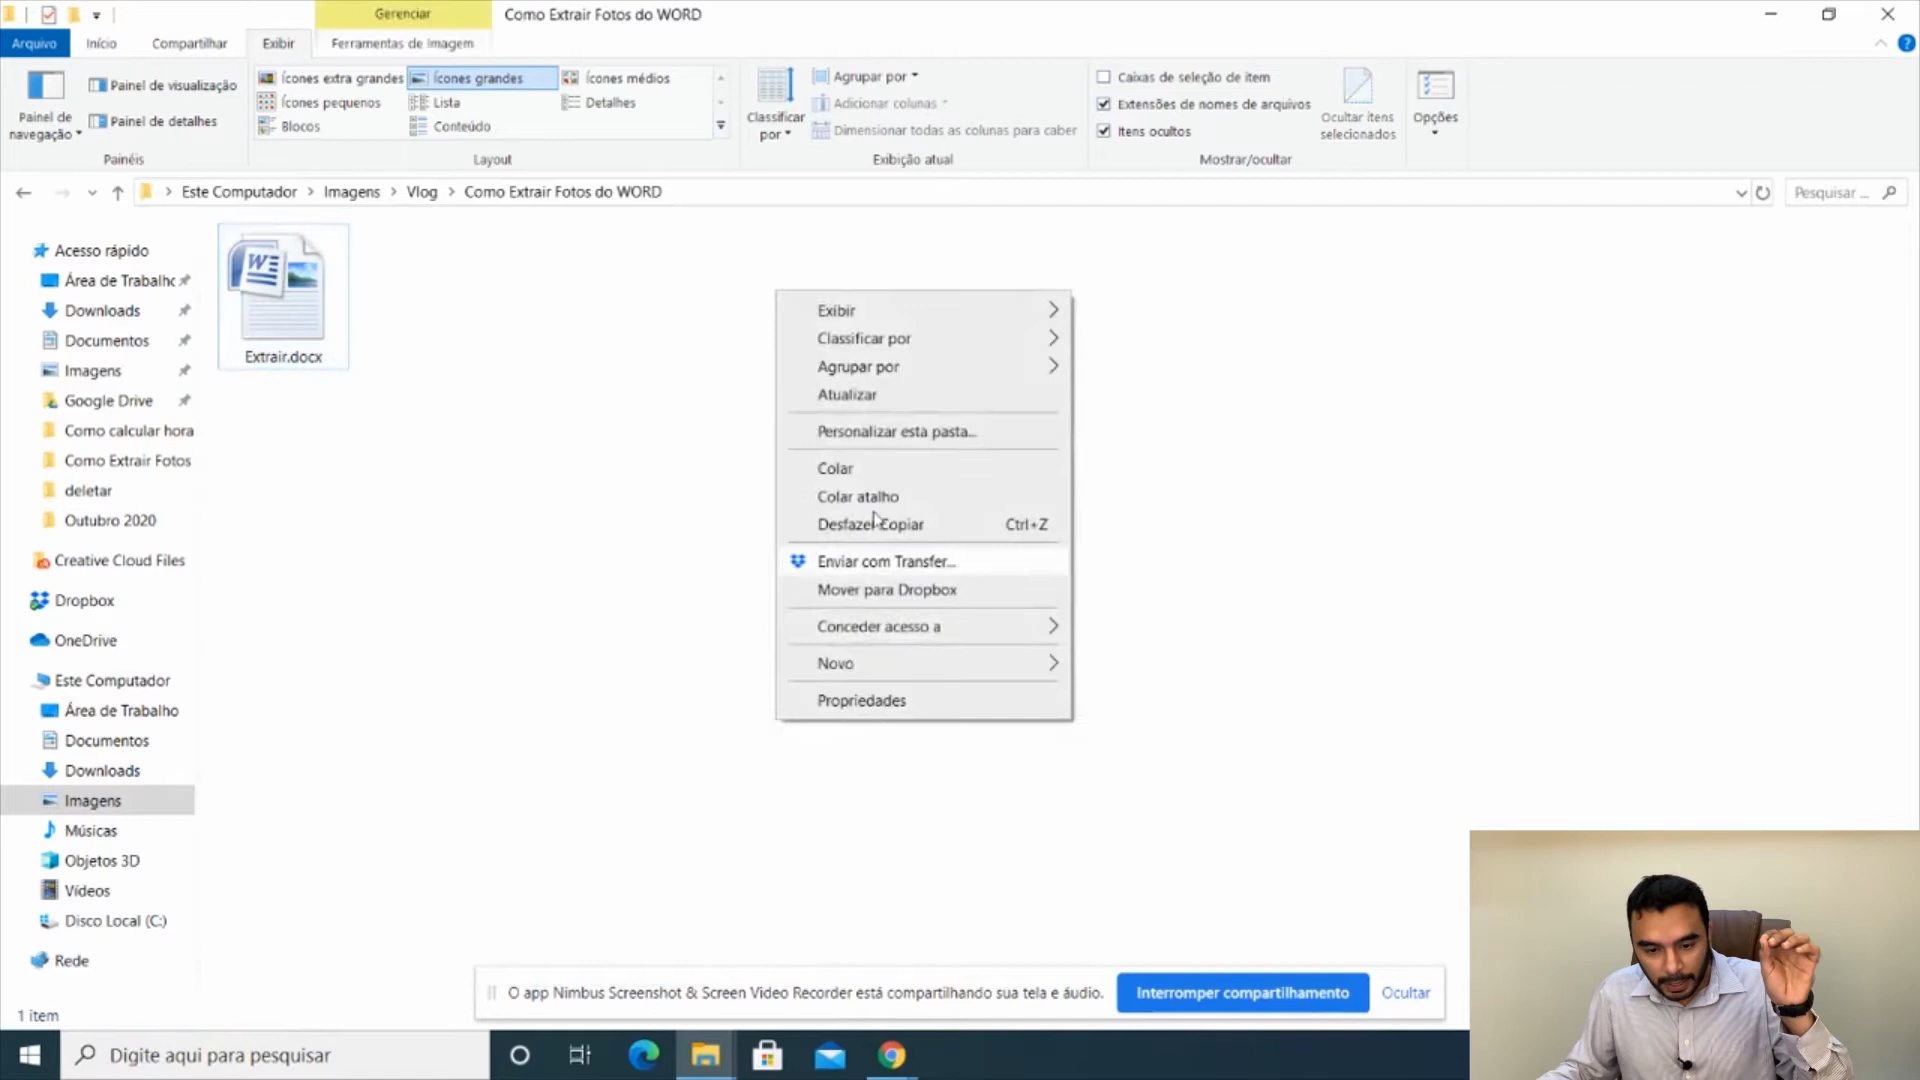 Gerenciar
Como Extrair Fotos do WORD
Arquivo
Início
Compartilhar
Exibir
Ferramentas de Imagem
Painel de navegação
Painel de visualização
Painel de detalhes
Painéis
Ícones extra grandes
Ícones grandes
Ícones médios
Ícones pequenos
Lista
Detalhes
Blocos
Conteúdo
Layout
Classificar por
Agrupar por
Adicionar colunas
Dimensionar todas as colunas para caber
Exibição atual
Caixas de seleção de item
Extensões de nomes de arquivos
Itens ocultos
Ocultar itens selecionados
Mostrar/ocultar
Opções
Este Computador > Imagens > Vlog > Como Extrair Fotos do WORD
Pesquisar ...
Acesso rápido
Área de Trabalho
Downloads
Documentos
Imagens
Google Drive
Como calcular hora
Como Extrair Fotos
deletar
Outubro 2020
Creative Cloud Files
Dropbox
OneDrive
Este Computador
Área de Trabalho
Documentos
Downloads
Imagens
Músicas
Objetos 3D
Vídeos
Disco Local (C:)
Rede
1 item
Extrair.docx
Exibir
Classificar por
Agrupar por
Atualizar
Personalizar esta pasta...
Colar
Colar atalho
Desfazer Copiar Ctrl+Z
Enviar com Transfer...
Mover para Dropbox
Conceder acesso a
Novo
Propriedades
O app Nimbus Screenshot & Screen Video Recorder está compartilhando sua tela e áudio.
Interromper compartilhamento
Ocultar
Digite aqui para pesquisar